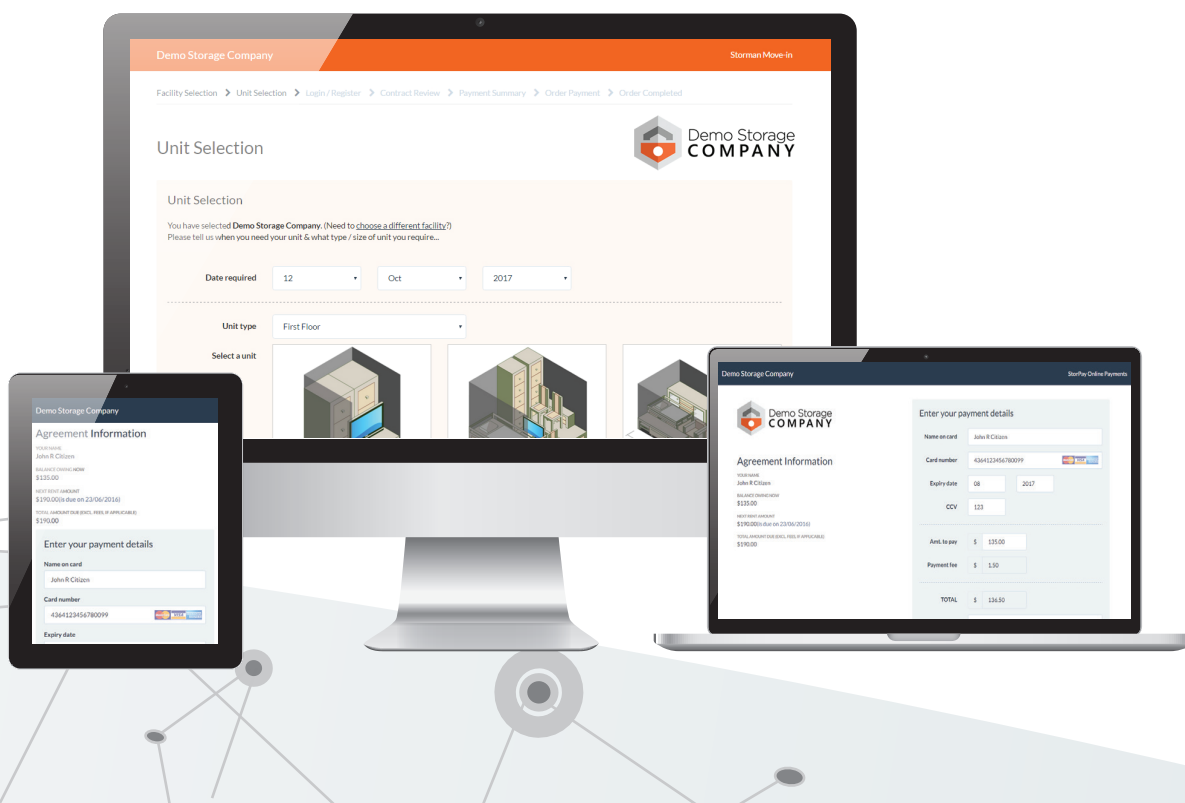 Demo Storage Company
Storman Move-in
Facility Selection > Unit Selection > Login / Register > Contract Review > Payment Summary > Order Payment > Order Completed
Unit Selection
Demo Storage
COMPANY
Unit Selection
You have selected Demo Storage Company. (Need to choose a different facility?)
Please tell us when you need your unit & what type / size of unit you require...
Date required
12
Oct
2017
Unit type
First Floor
Select a unit
Demo Storage Company
Agreement Information
YOUR NAME
John R Citizen
BALANCE OWING NOW
$135.00
NEXT RENT AMOUNT
$190.00(is due on 23/06/2016)
TOTAL AMOUNT DUE (EXCL. FEES, IF APPLICABLE)
$190.00
Enter your payment details
Name on card
John R Citizen
Card number
4364123456780099
VISA
Expiry date
Demo Storage Company
StorPay Online Payments
Demo Storage
COMPANY
Agreement Information
YOUR NAME
John R Citizen
BALANCE OWING NOW
$135.00
NEXT RENT AMOUNT
$190.00(is due on 23/06/2016)
TOTAL AMOUNT DUE (EXCL. FEES, IF APPLICABLE)
$190.00
Enter your payment details
Name on card
John R Citizen
Card number
4364123456780099
VISA
Expiry date
08
2017
CCV
123
Amt. to pay
$ 135.00
Payment fee
$ 1.50
TOTAL
$ 136.50